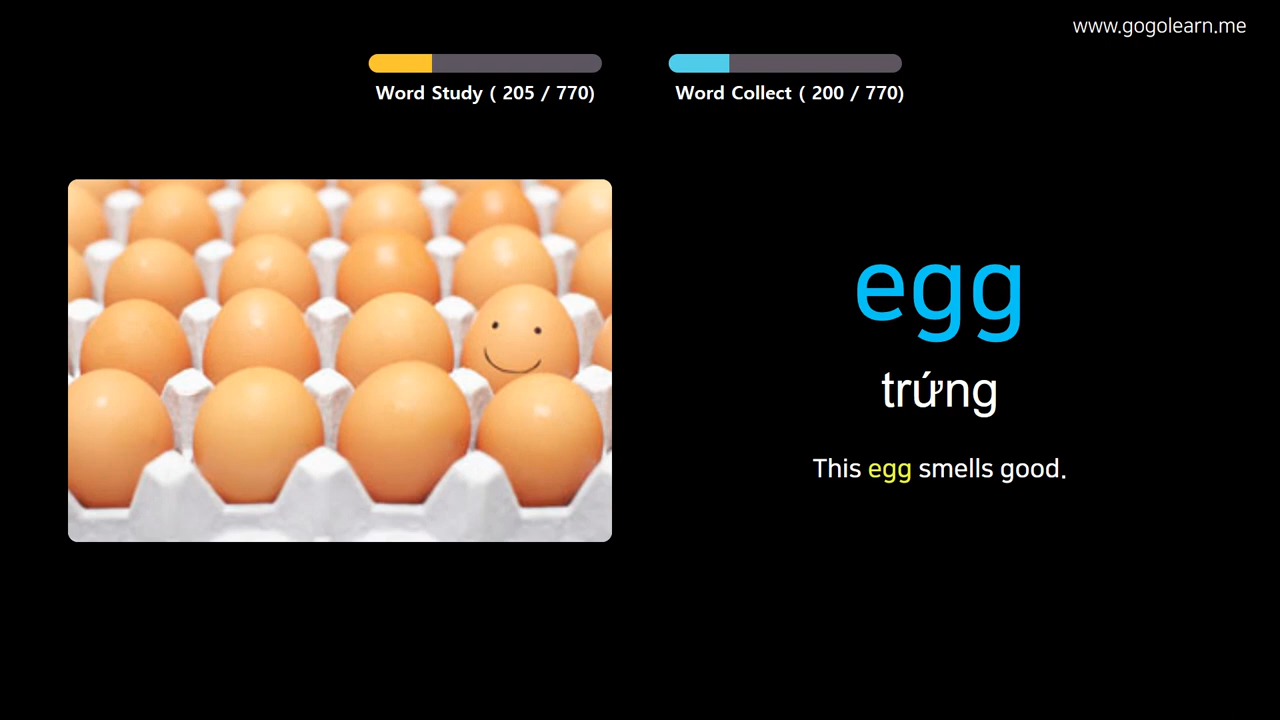 www.gogolearn.me
Word Study ( 205 / 770)
Word Collect ( 200 / 770)
egg
trứng
This egg smells good.